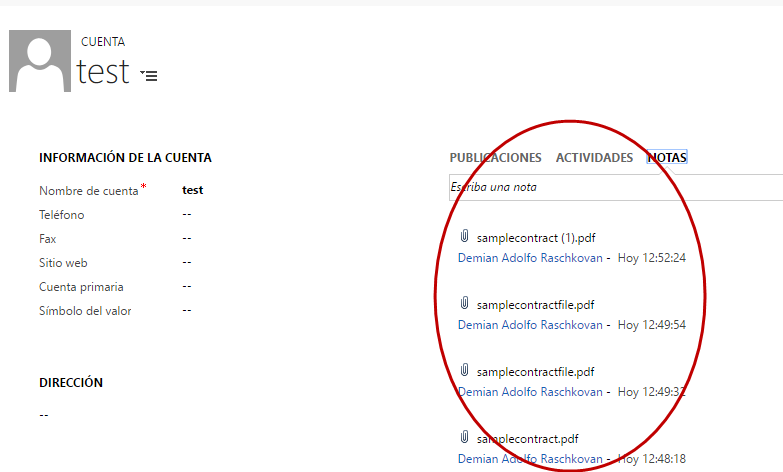 CUENTA
test
INFORMACIÓN DE LA CUENTA
Nombre de cuenta* test
Teléfono --
Fax --
Sitio web --
Cuenta primaria --
Símbolo del valor --
DIRECCIÓN
--
PUBLICACIONES ACTIVIDADES NOTAS
Escriba una nota
samplecontract (1).pdf
Demian Adolfo Raschkovan - Hoy 12:52:24
samplecontractfile.pdf
Demian Adolfo Raschkovan - Hoy 12:49:54
samplecontractfile.pdf
Demian Adolfo Raschkovan - Hoy 12:49:32
samplecontract.pdf
Demian Adolfo Raschkovan - Hoy 12:48:18